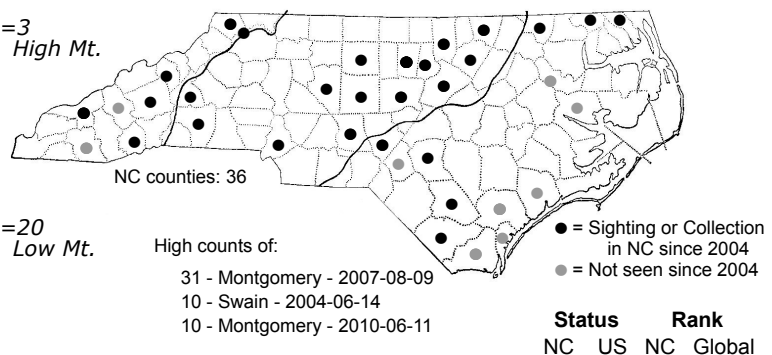 =3
High Mt.
NC counties: 36
=20
Low Mt.
High counts of:
31 - Montgomery - 2007-08-09
10 - Swain - 2004-06-14
10 - Montgomery - 2010-06-11
● = Sighting or Collection
in NC since 2004
● = Not seen since 2004
Status Rank
NC US NC Global